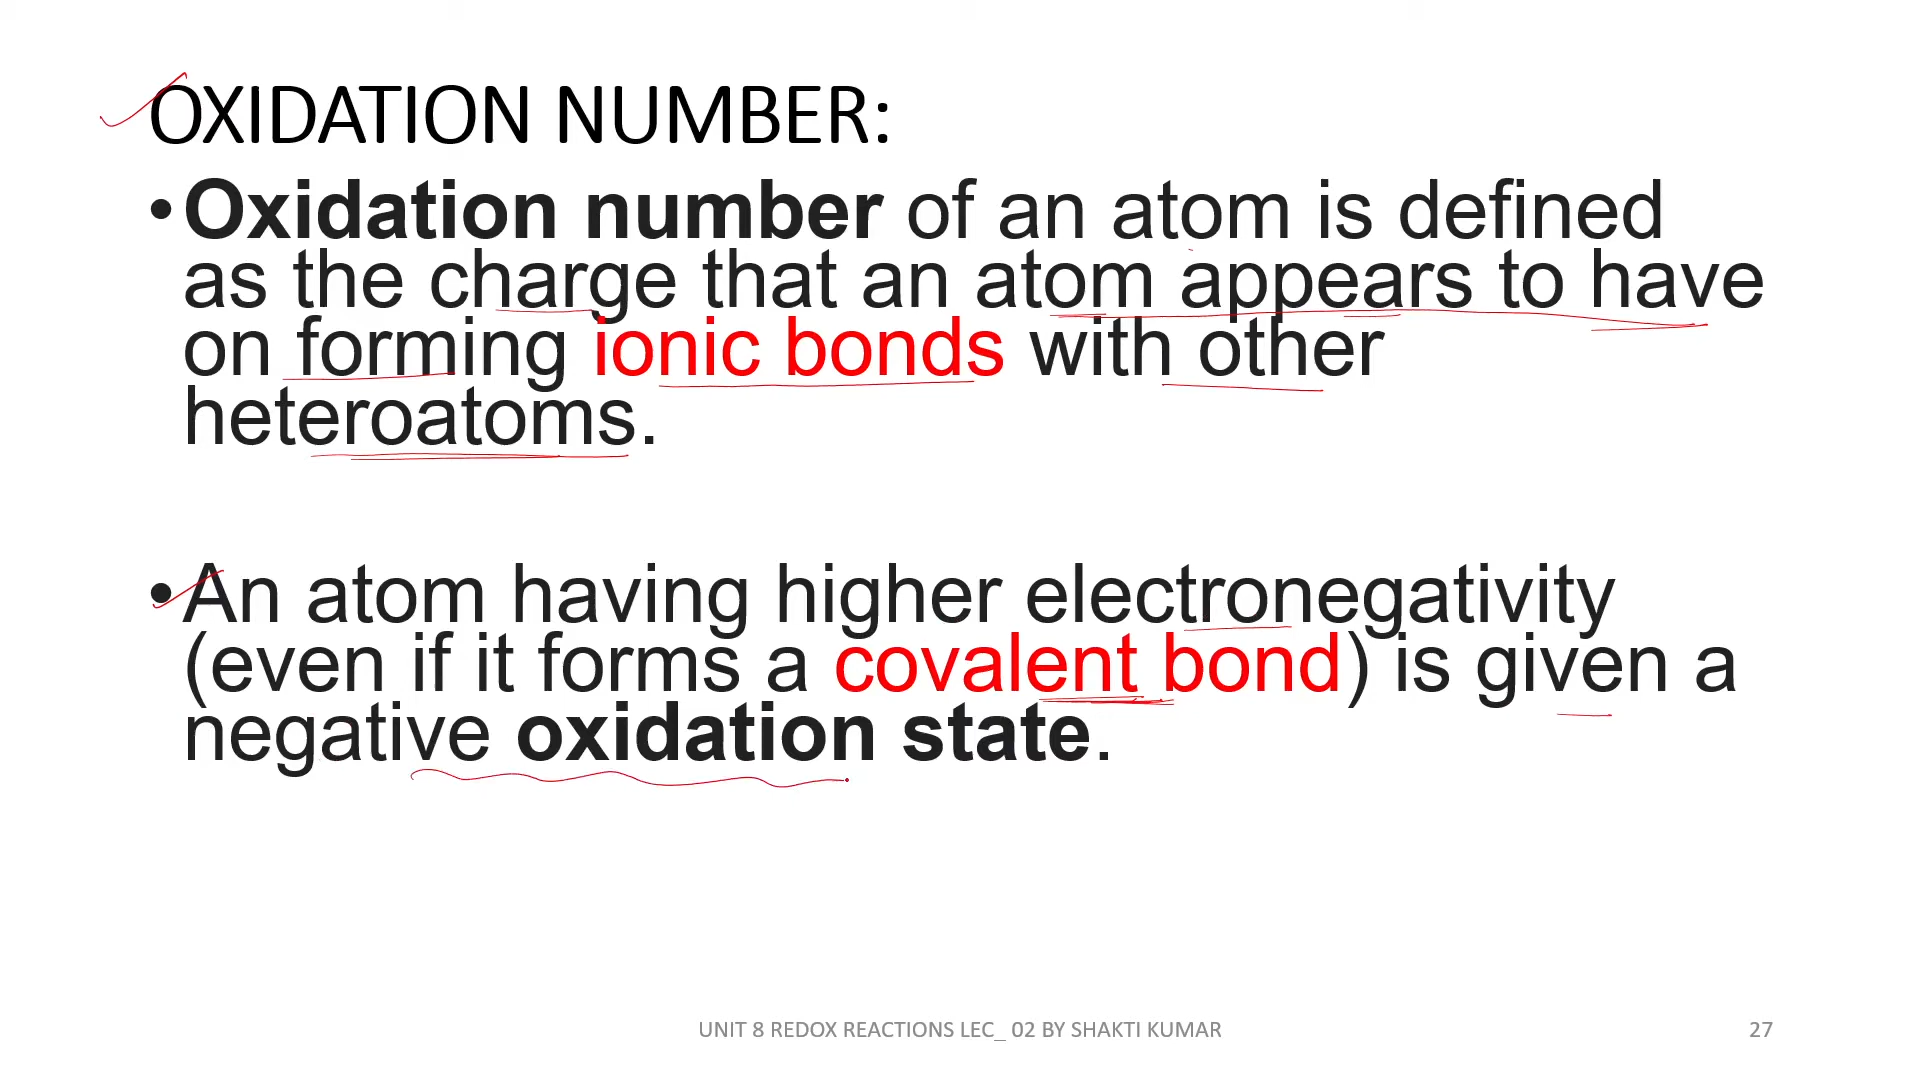 OXIDATION NUMBER:
•Oxidation number of an atom is defined
as the charge that an atom appears to have
on forming ionic bonds with other
heteroatoms.
•An atom having higher electronegativity
(even if it forms a covalent bond) is given a
negative oxidation state.
UNIT 8 REDOX REACTIONS LEC_ 02 BY SHAKTI KUMAR
27